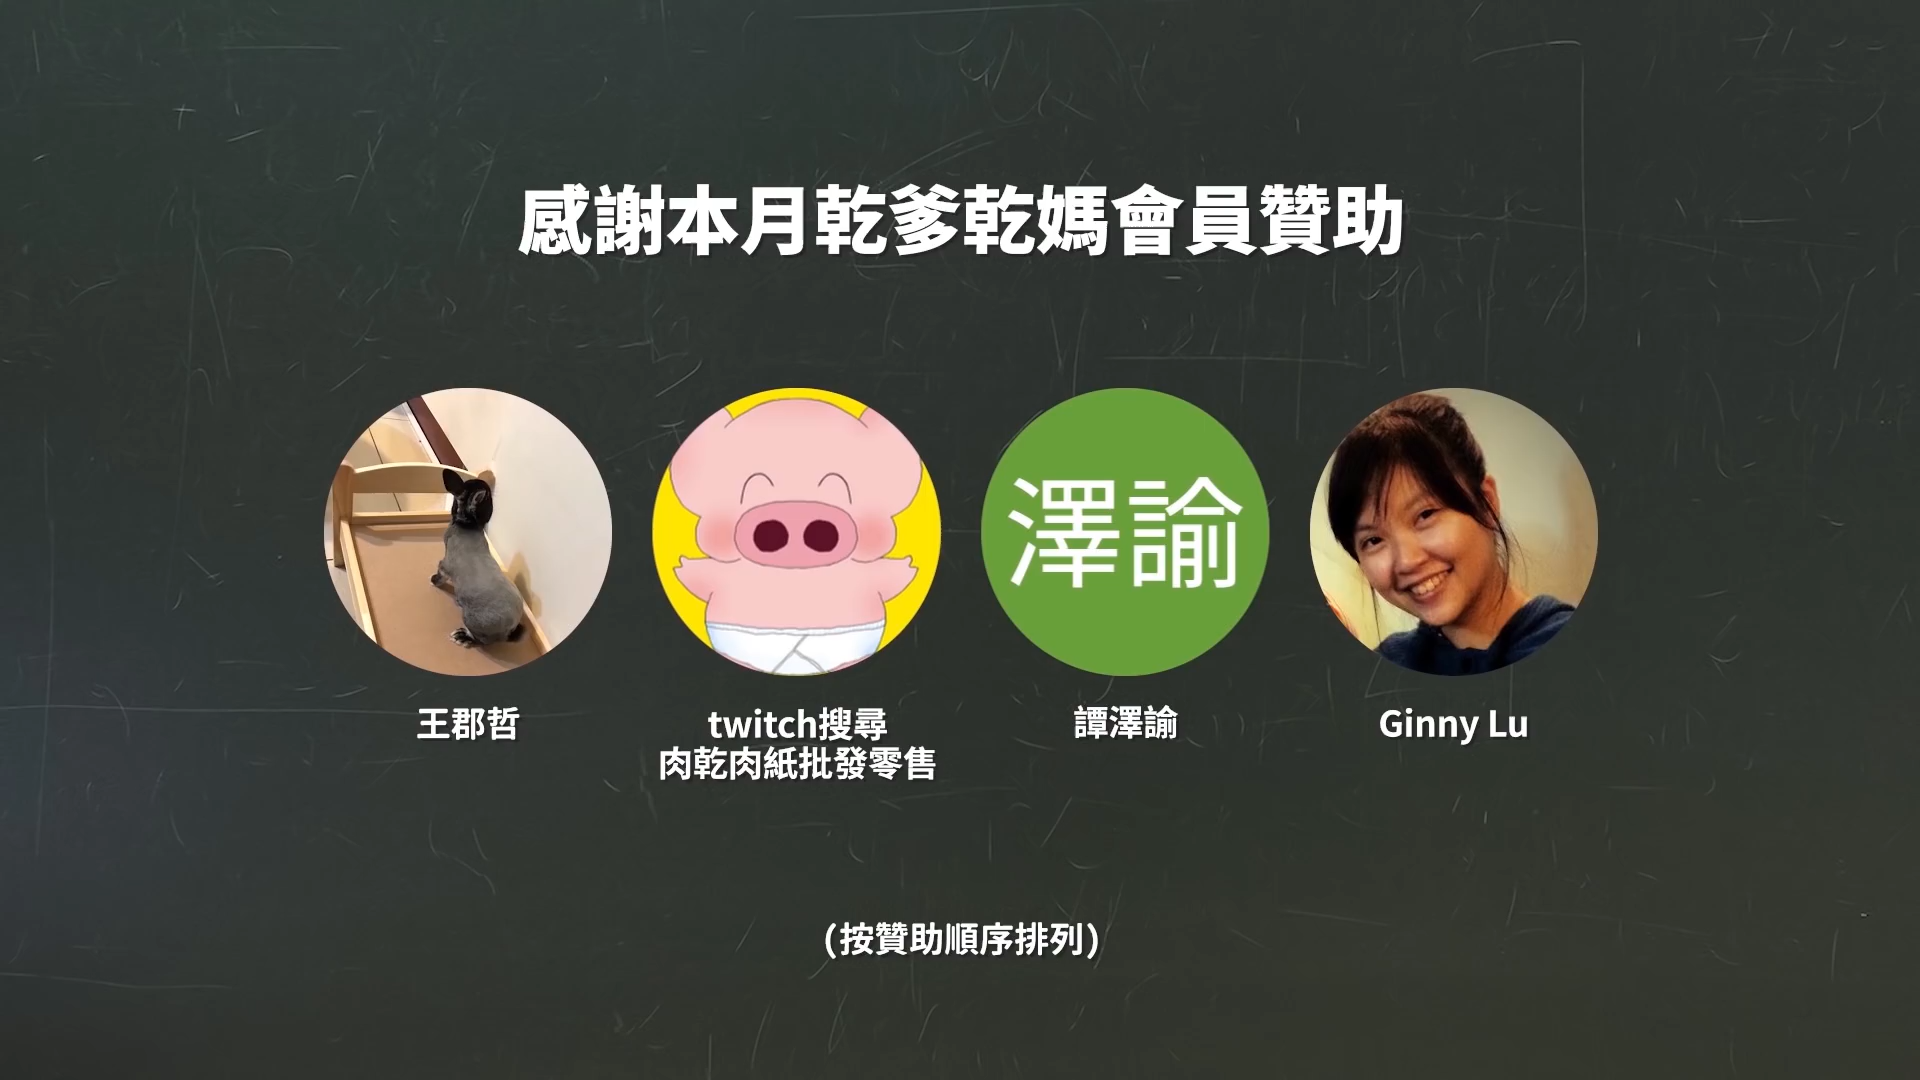 感謝本月乾爹乾媽會員贊助
澤諭
王郡哲
twitch搜尋
肉乾肉紙批發零售
譚澤諭
Ginny Lu
(按贊助順序排列)